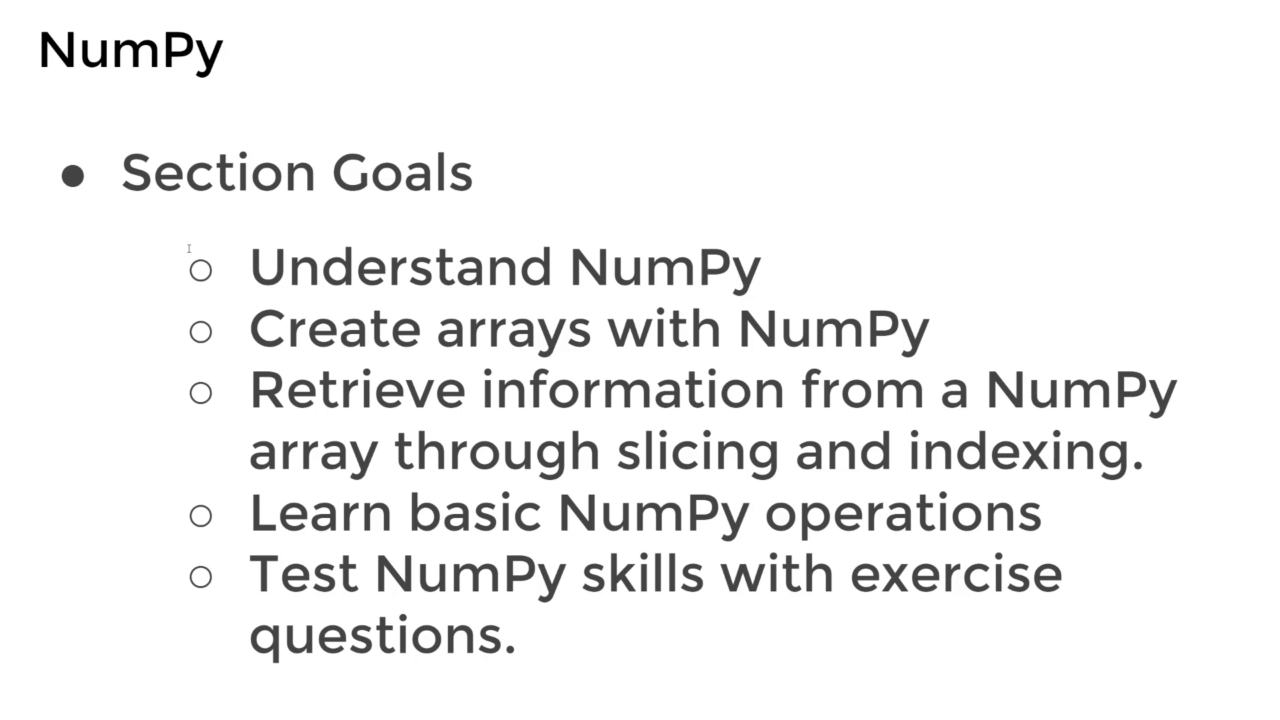 NumPy
● Section Goals
○ Understand NumPy
○ Create arrays with NumPy
○ Retrieve information from a NumPy
array through slicing and indexing.
○ Learn basic NumPy operations
○ Test NumPy skills with exercise
questions.